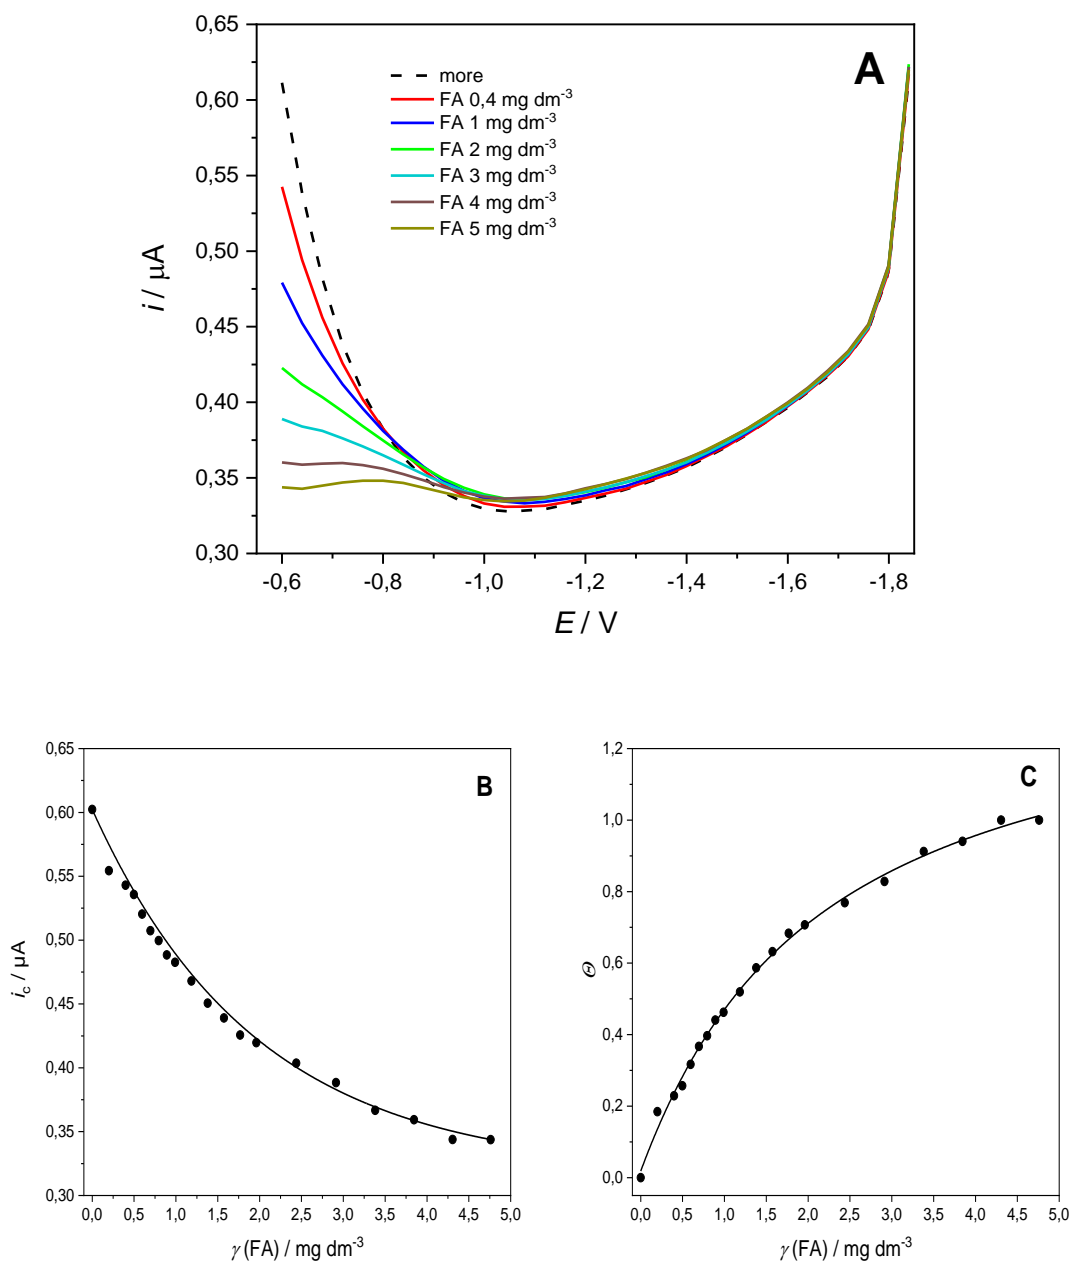 0,65
0,60
0,55
0,50
0,45
0,40
0,35
0,30
i / μA
A
more
FA 0,4 mg dm-3
FA 1 mg dm-3
FA 2 mg dm-3
FA 3 mg dm-3
FA 4 mg dm-3
FA 5 mg dm-3
-0,6 -0,8 -1,0 -1,2 -1,4 -1,6 -1,8
E / V
0,65
0,60
0,55
0,50
0,45
0,40
0,35
0,30
ic / μA
B
0,0 0,5 1,0 1,5 2,0 2,5 3,0 3,5 4,0 4,5 5,0
γ (FA) / mg dm-3
1,2
1,0
0,8
0,6
0,4
0,2
0,0
Θ
C
0,0 0,5 1,0 1,5 2,0 2,5 3,0 3,5 4,0 4,5 5,0
γ (FA) / mg dm-3